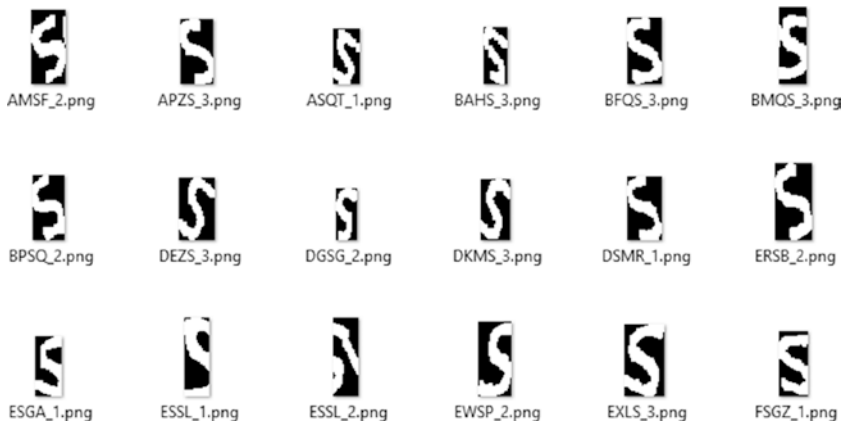 S S S S S S
AMSF_2.png APZS_3.png ASQT_1.png BAHS_3.png BFQS_3.png BMQS_3.png
S S S S S S
BPSQ_2.png DEZS_3.png DGSG_2.png DKMS_3.png DSMR_1.png ERSB_2.png
S S S S S S
ESGA_1.png ESSL_1.png ESSL_2.png EWSP_2.png EXLS_3.png FSGZ_1.png